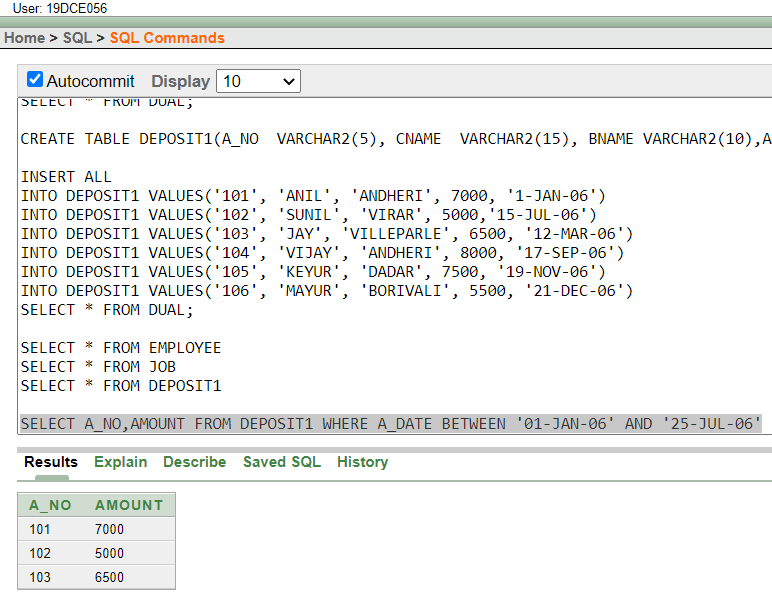 User: 19DCE056
Home > SQL > SQL Commands
Autocommit Display 10
SELECT * FROM DUAL;
CREATE TABLE DEPOSIT1(A_NO  VARCHAR2(5), CNAME  VARCHAR2(15), BNAME VARCHAR2(10),A
INSERT ALL
INTO DEPOSIT1 VALUES('101', 'ANIL', 'ANDHERI', 7000, '1-JAN-06')
INTO DEPOSIT1 VALUES('102', 'SUNIL', 'VIRAR', 5000,'15-JUL-06')
INTO DEPOSIT1 VALUES('103', 'JAY', 'VILLEPARLE', 6500, '12-MAR-06')
INTO DEPOSIT1 VALUES('104', 'VIJAY', 'ANDHERI', 8000, '17-SEP-06')
INTO DEPOSIT1 VALUES('105', 'KEYUR', 'DADAR', 7500, '19-NOV-06')
INTO DEPOSIT1 VALUES('106', 'MAYUR', 'BORIVALI', 5500, '21-DEC-06')
SELECT * FROM DUAL;
SELECT * FROM EMPLOYEE
SELECT * FROM JOB
SELECT * FROM DEPOSIT1
SELECT A_NO,AMOUNT FROM DEPOSIT1 WHERE A_DATE BETWEEN '01-JAN-06' AND '25-JUL-06'
Results Explain Describe Saved SQL History
A_NO AMOUNT
101 7000
102 5000
103 6500